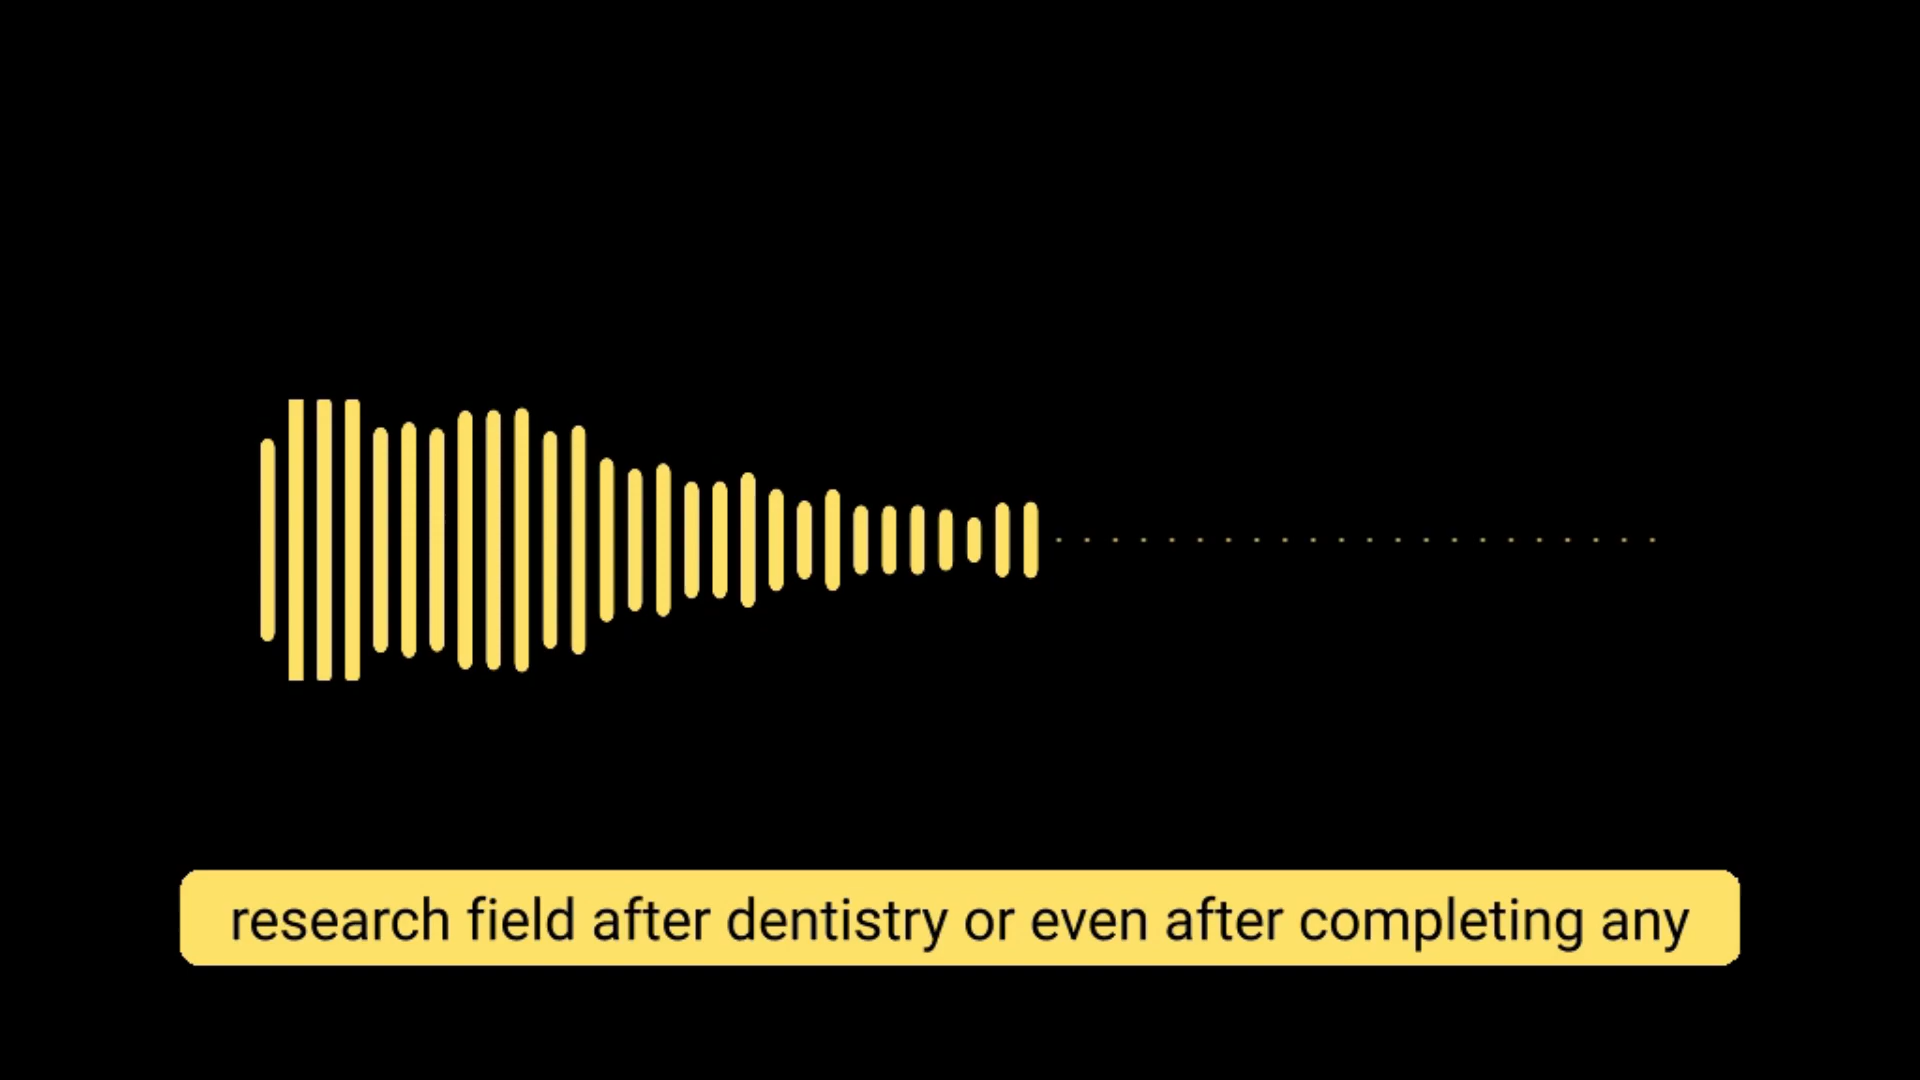 research field after dentistry or even after completing any